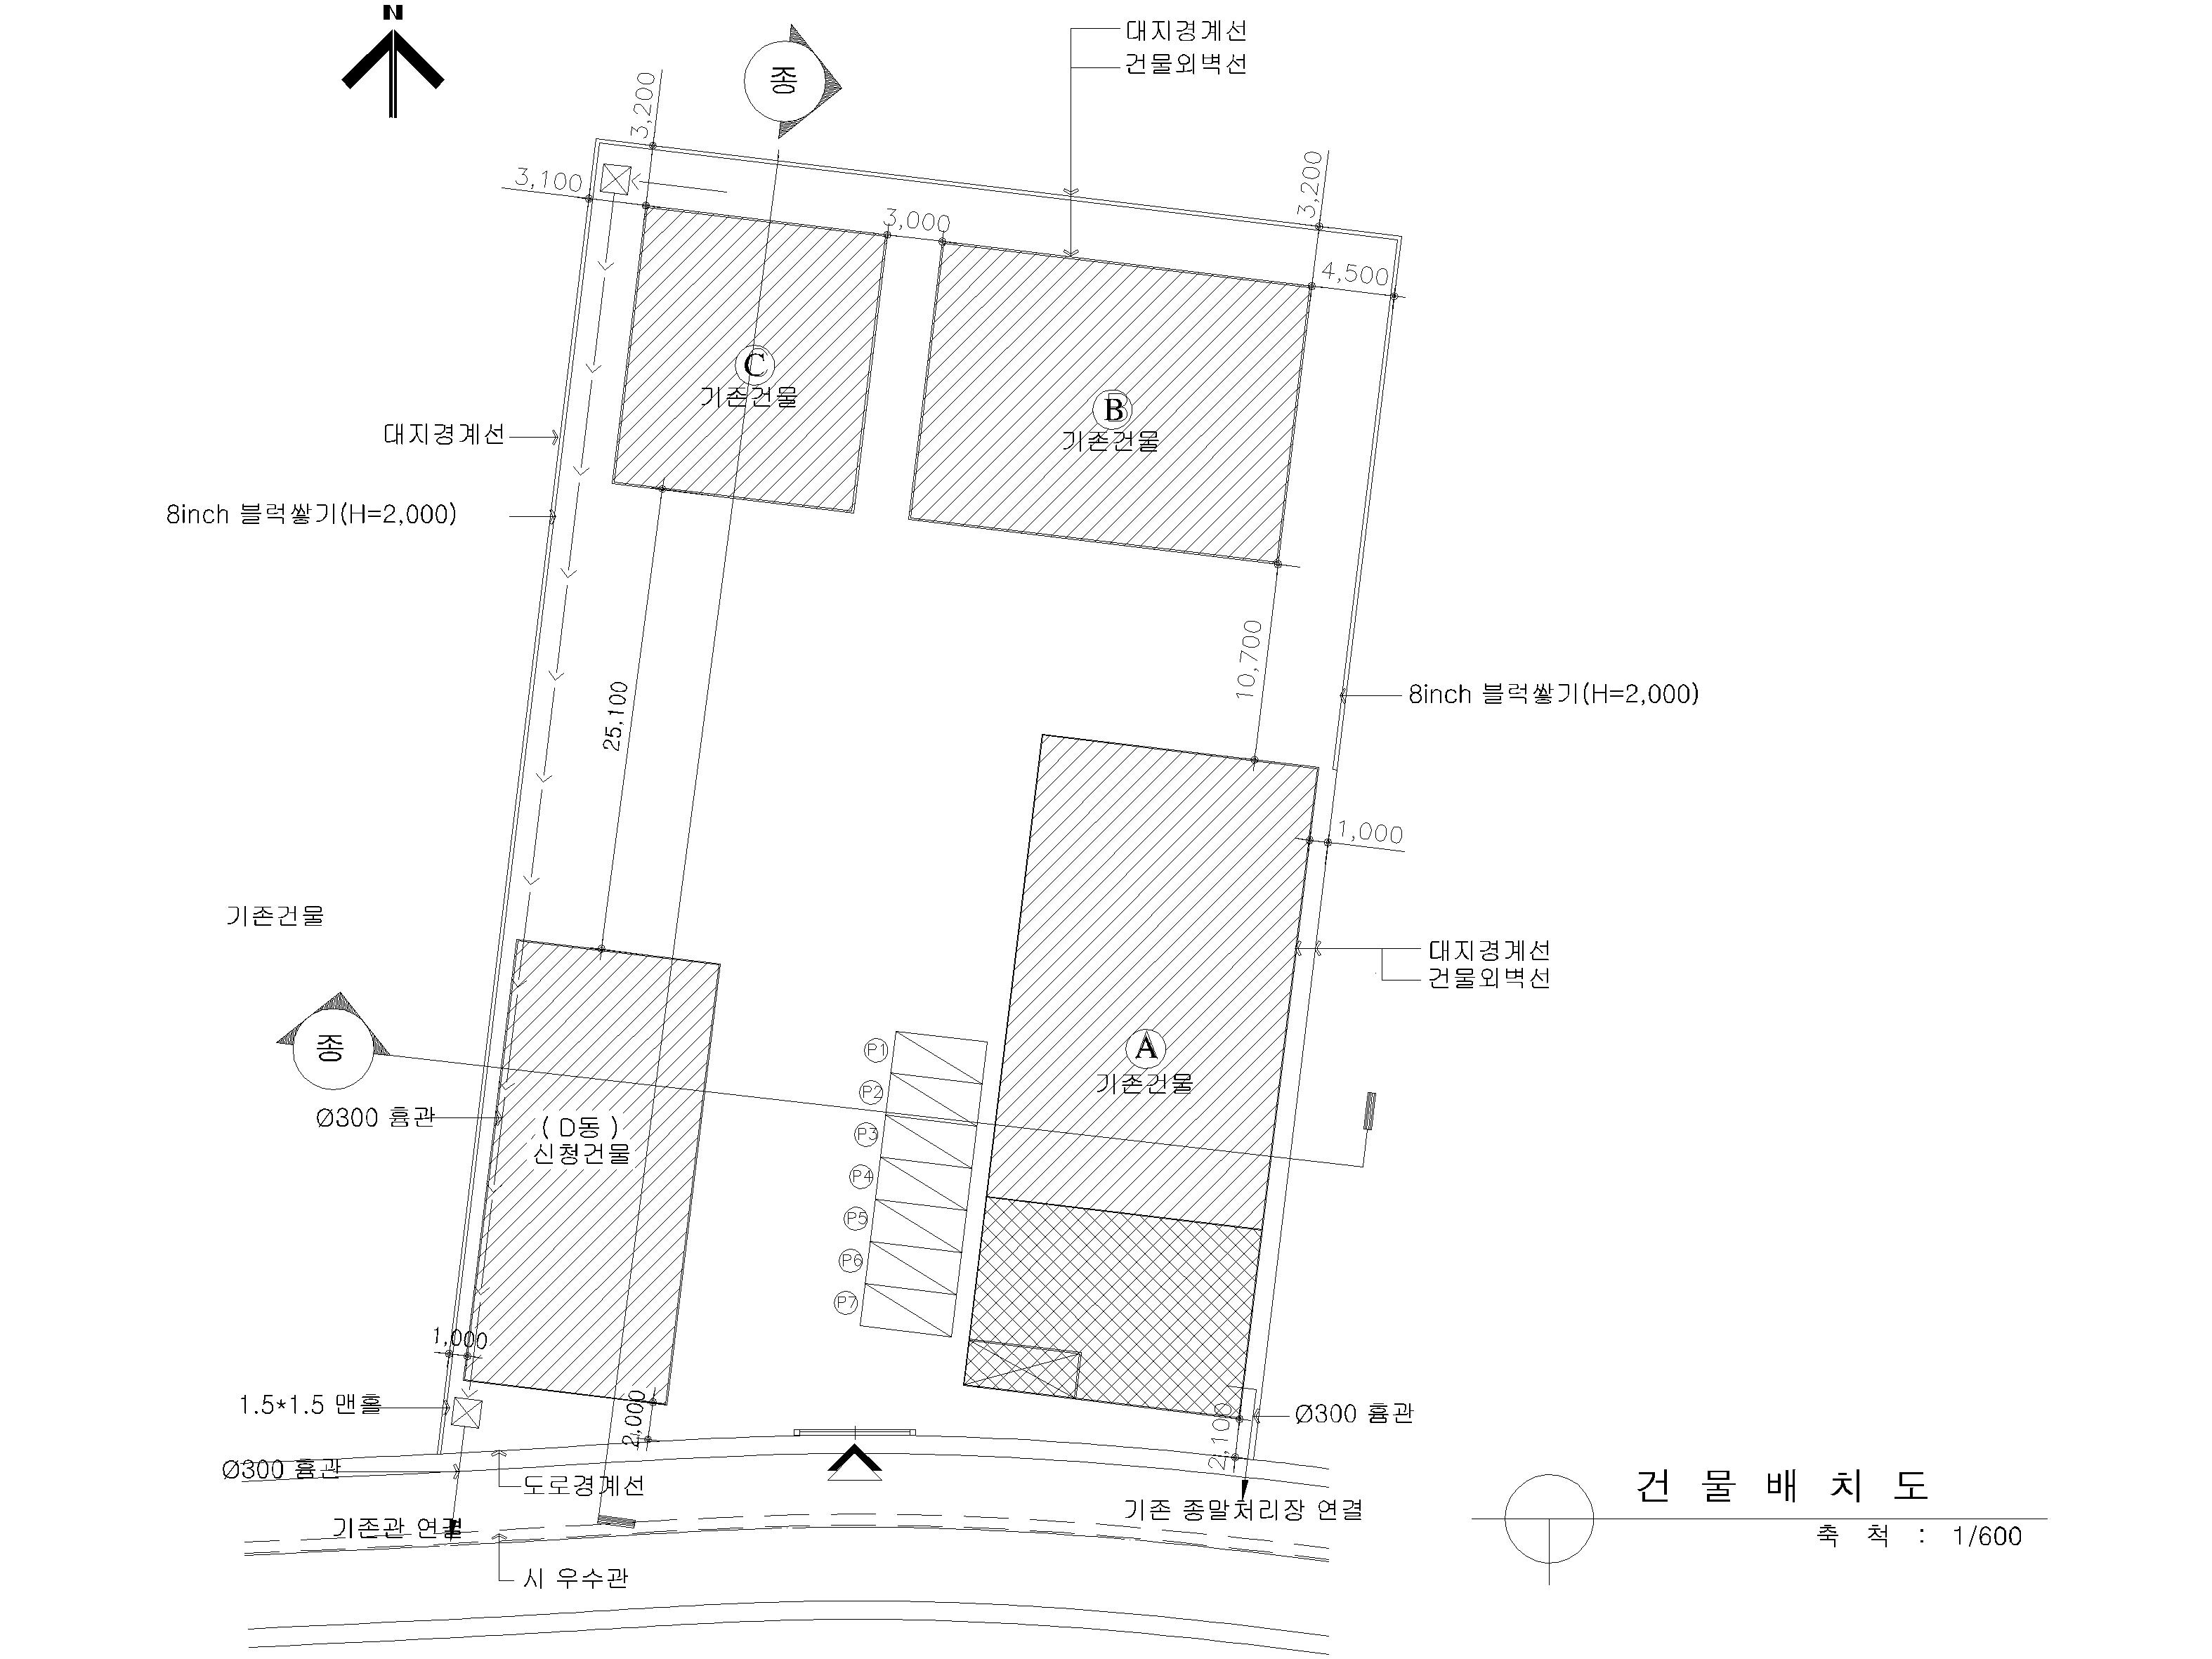 N
대지경계선
건물외벽선
종
3,200
3,200
3,100
3,000
4,500
C
기존건물
B
기존건물
대지경계선
8inch 블럭쌓기(H=2,000)
10,700
25,100
8inch 블럭쌓기(H=2,000)
1,000
기존건물
대지경계선
건물외벽선
종
P1
A
기존건물
P2
Ø300 흄관
( D동 )
신청건물
P3
P4
P5
P6
P7
1,000
1.5*1.5 맨홀
2,000
2,100
Ø300 흄관
Ø300 흄관
도로경계선
기존관 연결
기존 종말처리장 연결
시 우수관
건 물 배 치 도
축 척 : 1/600